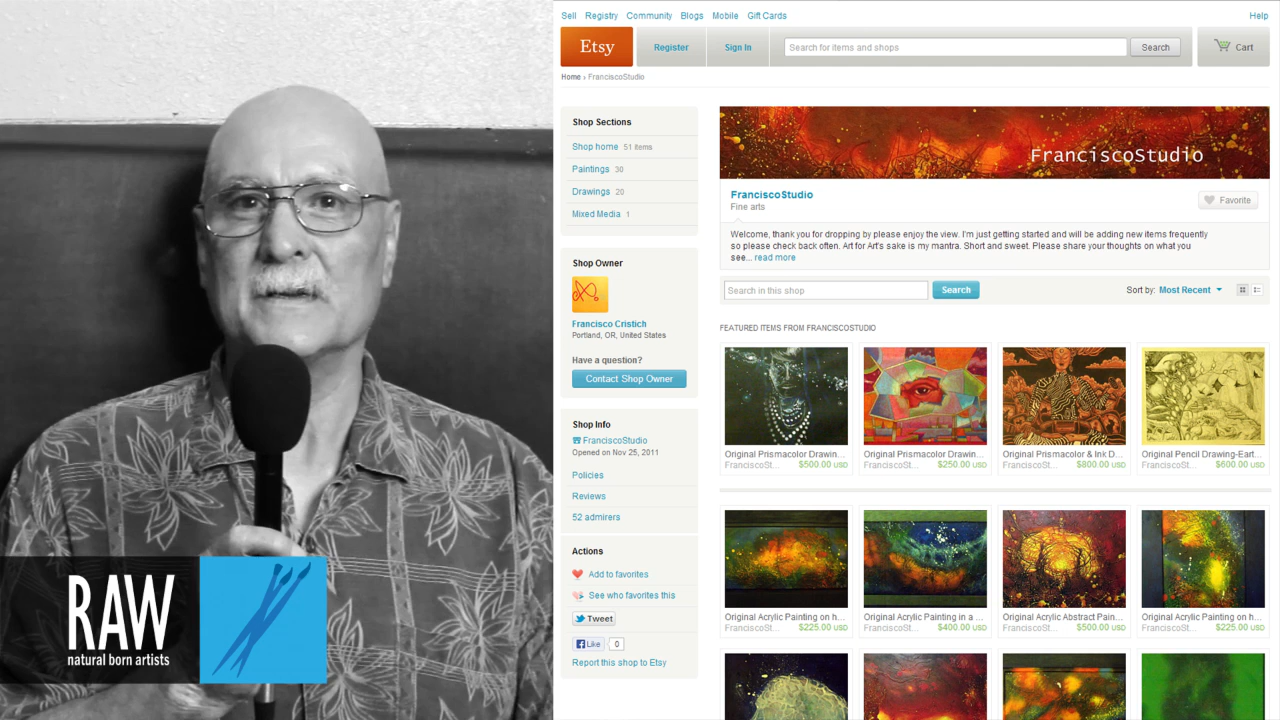 RAW
natural born artists
Sell Registry Community Blogs Mobile Gift Cards Help
Etsy Register Sign In Search for items and shops Search Cart
Home › FranciscoStudio
Shop Sections
Shop home 51 items
Paintings 30
Drawings 20
Mixed Media 1
Shop Owner
Francisco Cristich
Portland, OR, United States
Have a question?
Contact Shop Owner
Shop Info
FranciscoStudio
Opened on Nov 25, 2011
Policies
Reviews
52 admirers
Actions
Add to favorites
See who favorites this
Tweet
Like 0
Report this shop to Etsy
FranciscoStudio
FranciscoStudio
Fine arts
Favorite
Welcome, thank you for dropping by please enjoy the view. I'm just getting started and will be adding new items frequently
so please check back often. Art for Art's sake is my mantra. Short and sweet. Please share your thoughts on what you
see... read more
Search in this shop Search Sort by: Most Recent
FEATURED ITEMS FROM FRANCISCOSTUDIO
Original Prismacolor Drawin... Original Prismacolor Drawin... Original Prismacolor & Ink D... Original Pencil Drawing-Eart...
FranciscoSt... $500.00 USD FranciscoSt... $250.00 USD FranciscoSt... $800.00 USD FranciscoSt... $600.00 USD
Original Acrylic Painting on h... Original Acrylic Painting in a ... Original Acrylic Abstract Pain... Original Acrylic Painting on h...
FranciscoSt... $225.00 USD FranciscoSt... $400.00 USD FranciscoSt... $500.00 USD FranciscoSt... $225.00 USD